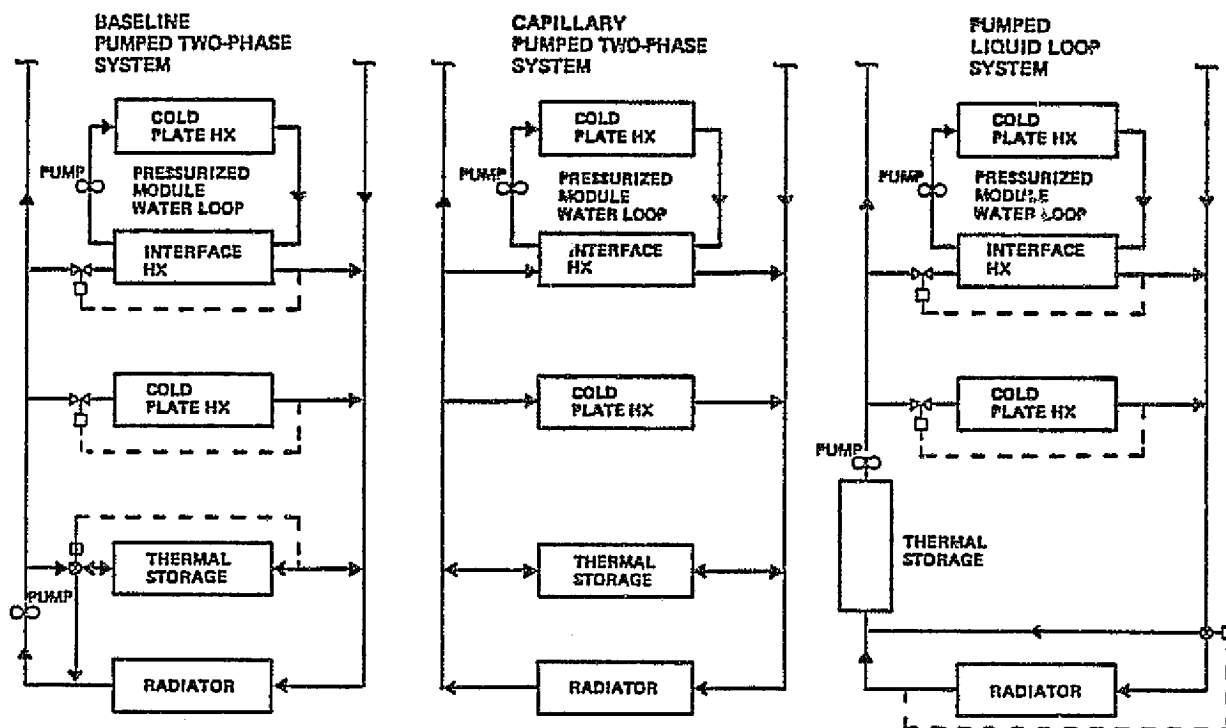 BASELINE
PUMPED TWO-PHASE
SYSTEM
COLD
PLATE HX
PUMP
PRESSURIZED
MODULE
WATER LOOP
INTERFACE
HX
COLD
PLATE HX
THERMAL
STORAGE
PUMP
RADIATOR
CAPILLARY
PUMPED TWO-PHASE
SYSTEM
COLD
PLATE HX
PUMP
PRESSURIZED
MODULE
WATER LOOP
INTERFACE
HX
COLD
PLATE HX
THERMAL
STORAGE
RADIATOR
PUMPED
LIQUID LOOP
SYSTEM
COLD
PLATE HX
PUMP
PRESSURIZED
MODULE
WATER LOOP
INTERFACE
HX
COLD
PLATE HX
PUMP
THERMAL
STORAGE
RADIATOR